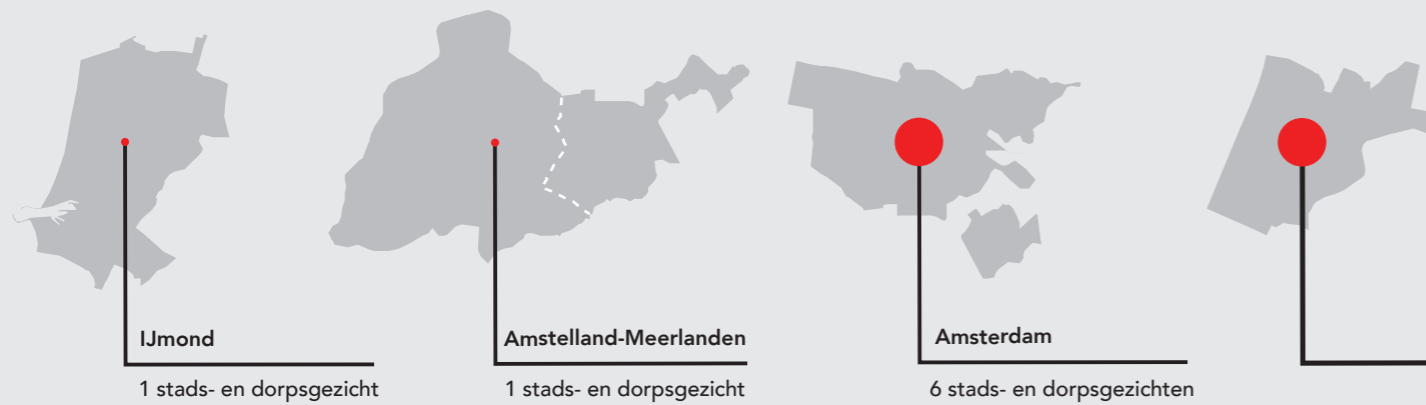 IJmond
1 stads- en dorpsgezicht
Amstelland-Meerlanden
1 stads- en dorpsgezicht
Amsterdam
6 stads- en dorpsgezichten